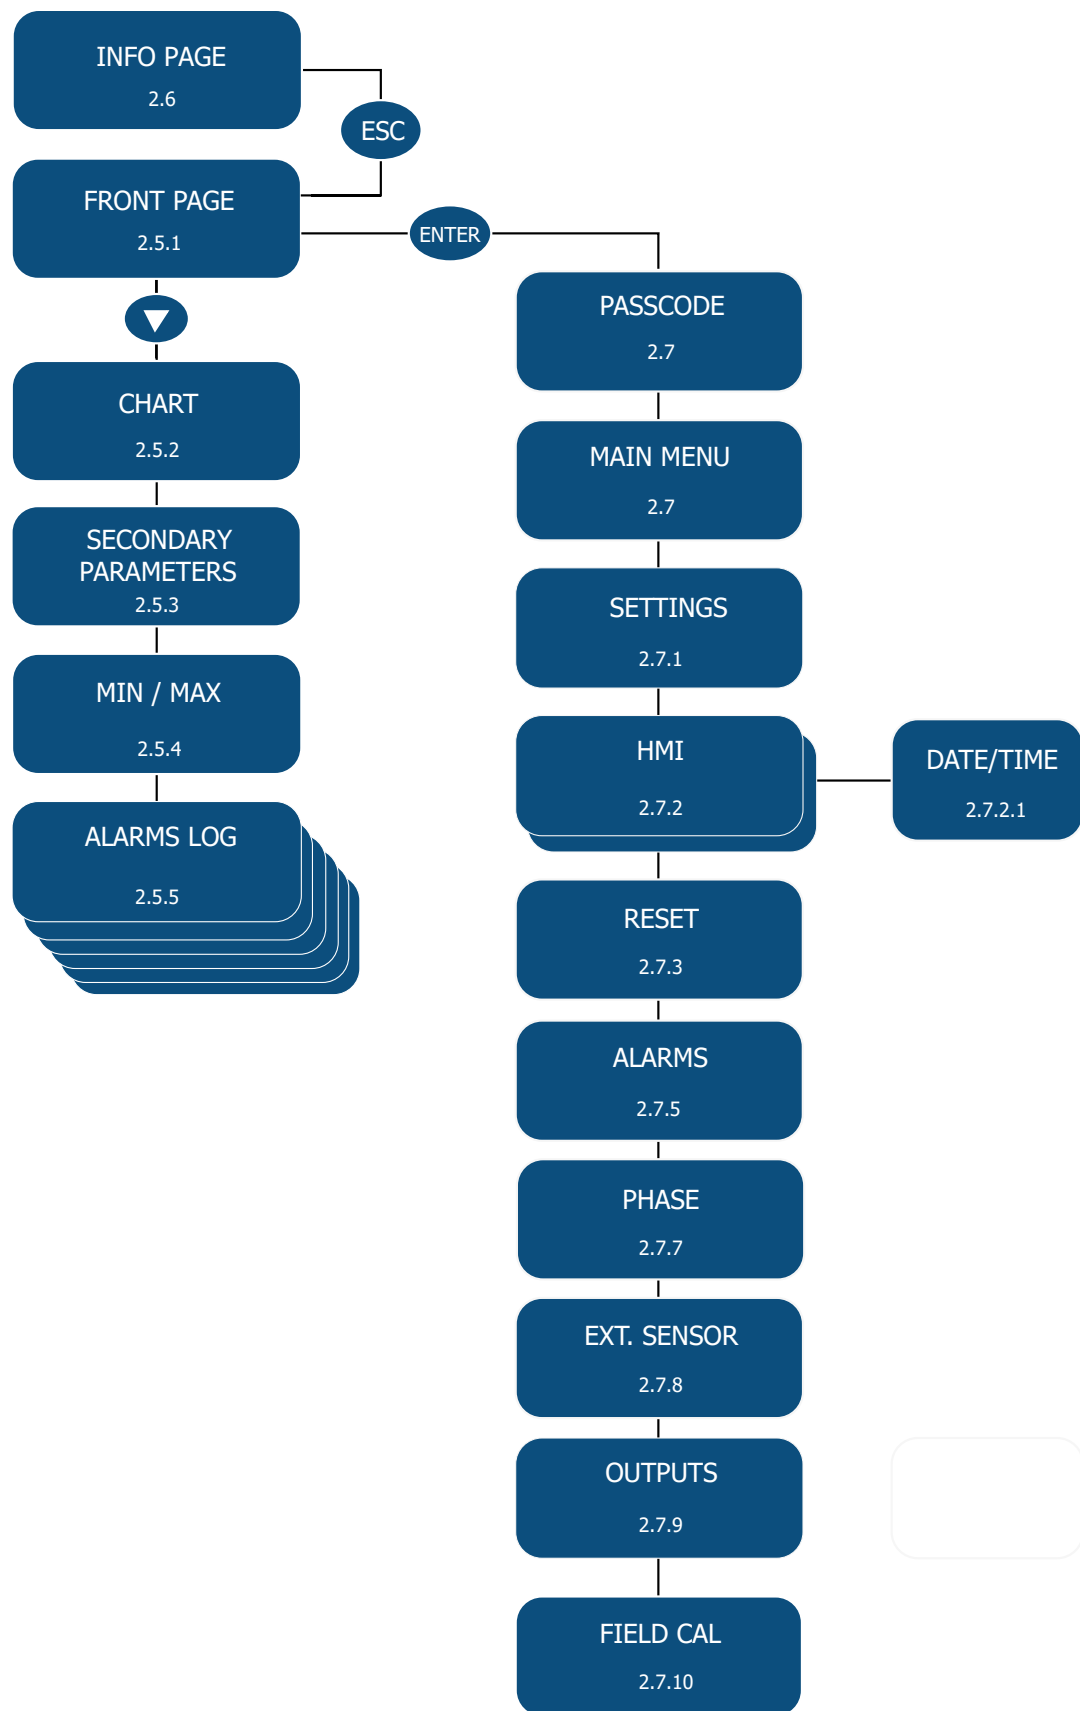 INFO PAGE
2.6
ESC
FRONT PAGE
2.5.1
ENTER
PASSCODE
2.7
CHART
2.5.2
MAIN MENU
2.7
SECONDARY
PARAMETERS
2.5.3
SETTINGS
2.7.1
MIN / MAX
2.5.4
HMI
2.7.2
DATE/TIME
2.7.2.1
ALARMS LOG
2.5.5
RESET
2.7.3
ALARMS
2.7.5
PHASE
2.7.7
EXT. SENSOR
2.7.8
OUTPUTS
2.7.9
FIELD CAL
2.7.10